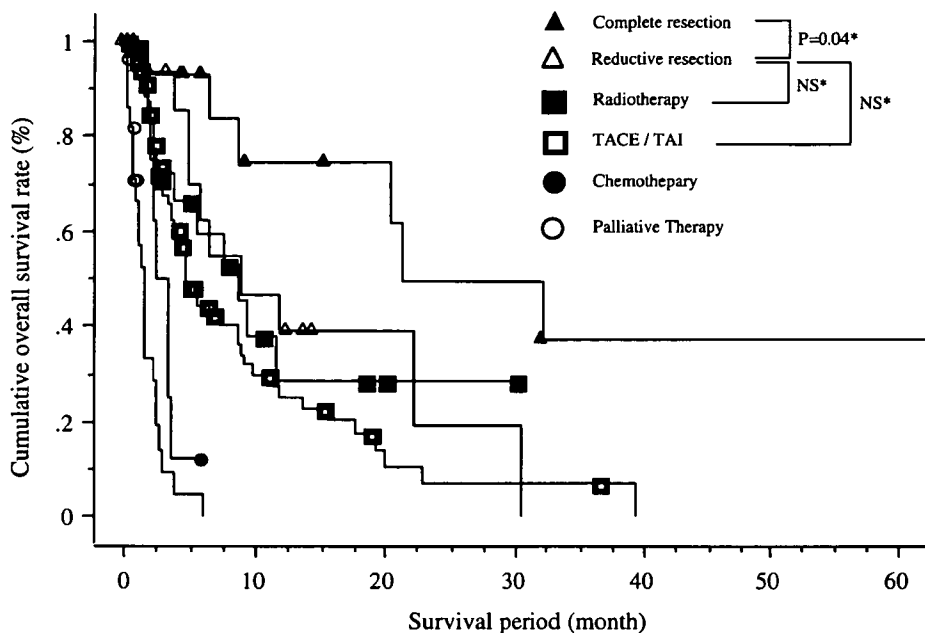 Complete resection
P=0.04*
Reductive resection
NS*
NS*
Radiotherapy
TACE / TAI
Chemothepary
Palliative Therapy
Cumulative overall survival rate (%)
1
.8
.6
.4
.2
0
0 10 20 30 40 50 60
Survival period (month)